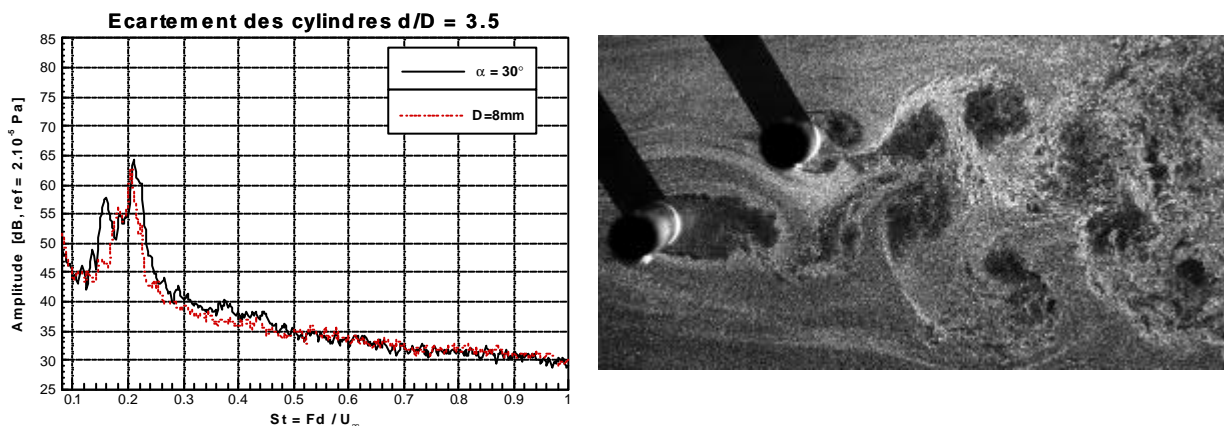 Ecartement des cylindres d/D = 3.5
85
80
75
70
65
60
55
50
45
40
35
30
25
Amplitude [dB, ref = 2.10⁻⁵ Pa]
α = 30°
D=8mm
0.1 0.2 0.3 0.4 0.5 0.6 0.7 0.8 0.9 1
St = Fd / U∞